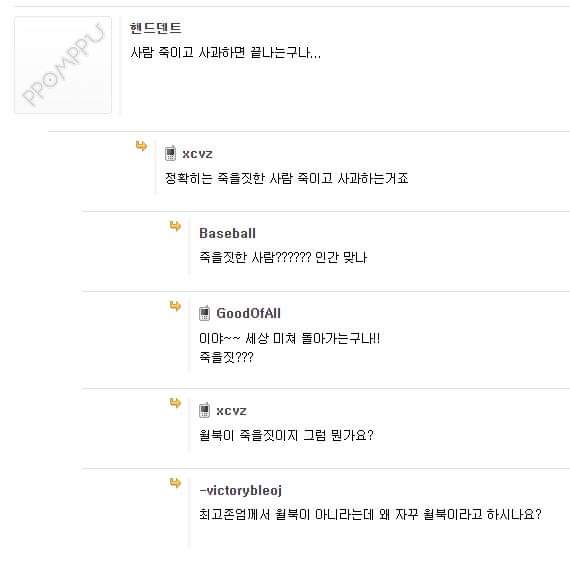 PPOMPPU
핸드덴트
사람 죽이고 사과하면 끝나는구나...
xcvz
정확히는 죽을짓한 사람 죽이고 사과하는거죠
Baseball
죽을짓한 사람?????? 인간 맞나
GoodOfAll
이야~~ 세상 미쳐 돌아가는구내!!
죽을짓???
xcvz
월북이 죽을짓이지 그럼 뭔가요?
-victorybleoj
최고존엄께서 월북이 아니라는데 왜 자꾸 월북이라고 하시나요?